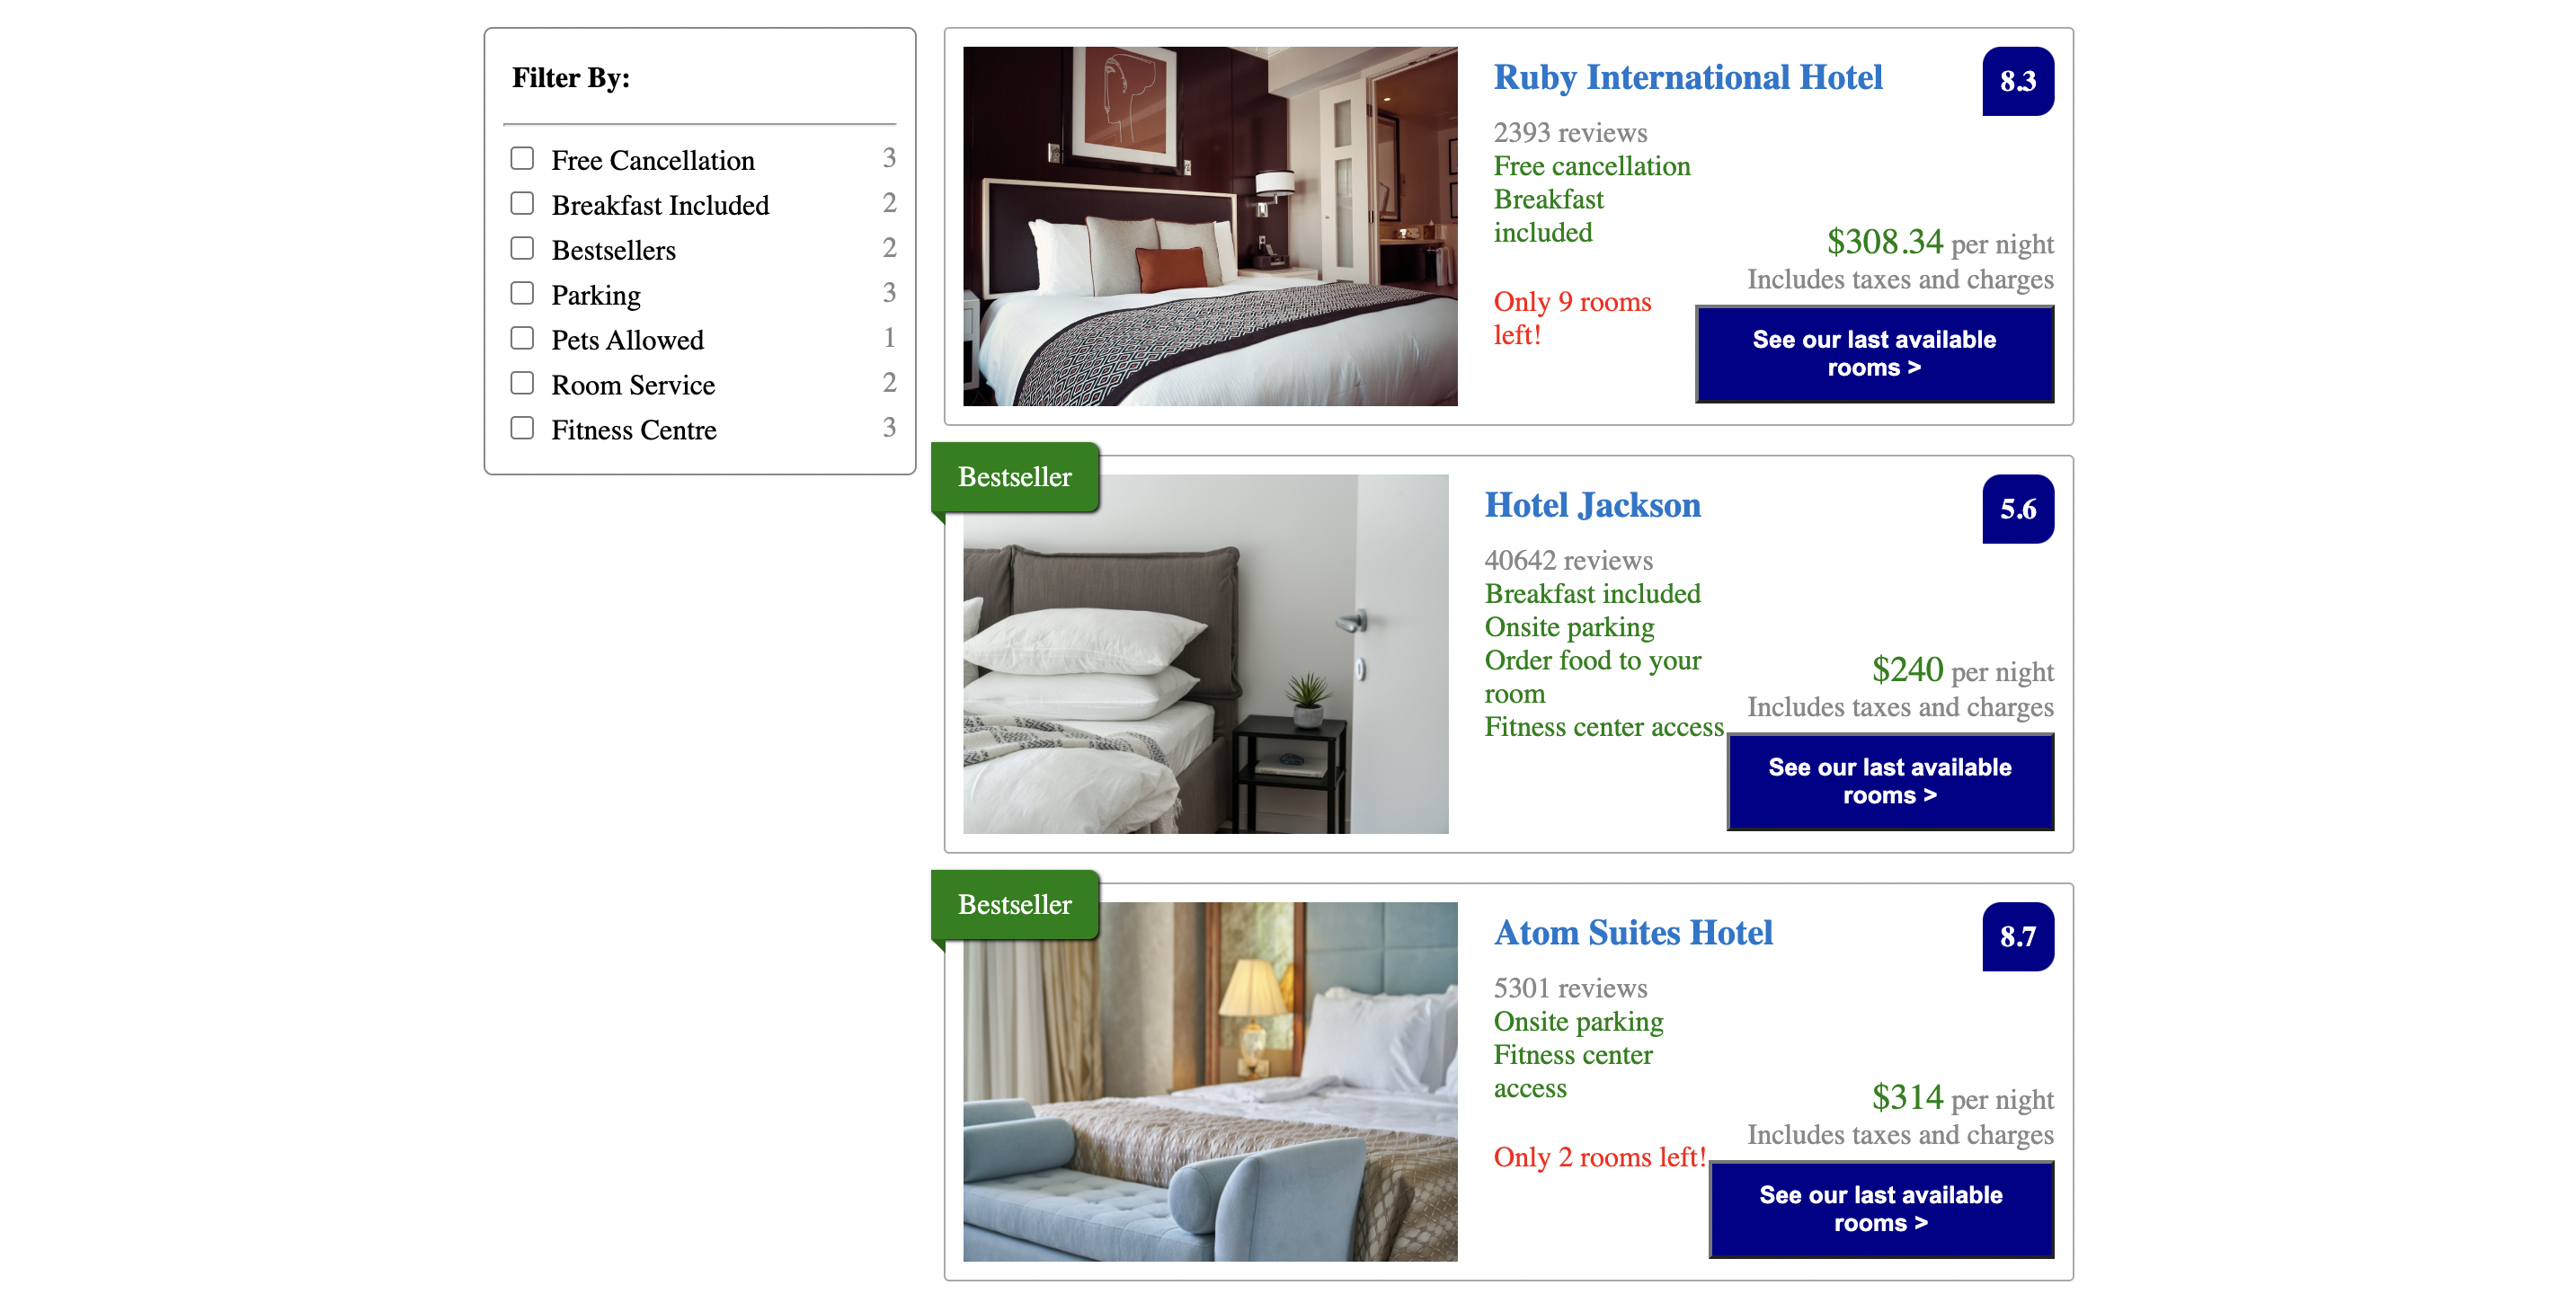 Filter By:
Free Cancellation 3
Breakfast Included 2
Bestsellers 2
Parking 3
Pets Allowed 1
Room Service 2
Fitness Centre 3
Ruby International Hotel
8.3
2393 reviews
Free cancellation
Breakfast
included
Only 9 rooms
left!
$308.34 per night
Includes taxes and charges
See our last available
rooms >
Bestseller
Hotel Jackson
5.6
40642 reviews
Breakfast included
Onsite parking
Order food to your
room
Fitness center access
$240 per night
Includes taxes and charges
See our last available
rooms >
Bestseller
Atom Suites Hotel
8.7
5301 reviews
Onsite parking
Fitness center
access
Only 2 rooms left!
$314 per night
Includes taxes and charges
See our last available
rooms >